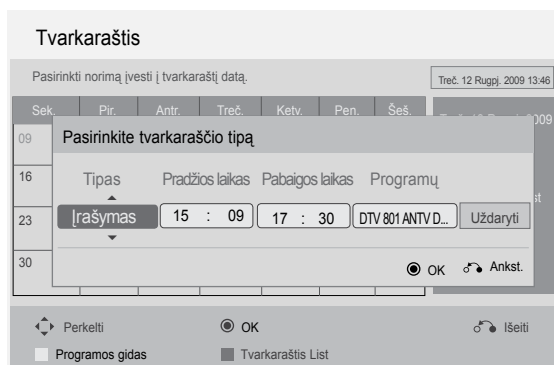 Tvarkaraštis
Pasirinkti norimą įvesti į tvarkaraštį datą.
Treč. 12 Rugpj. 2009 13:46
Sek. Pir. Antr. Treč. Ketv. Pen. Šeš.
09
Pasirinkite tvarkaraščio tipą
16
Tipas Pradžios laikas Pabaigos laikas Programų
23
Įrašymas 15 : 09 17 : 30 DTV 801 ANTV D... Uždaryti
30
OK Ankst.
Perkelti OK Išeiti
Programos gidas Tvarkaraštis List